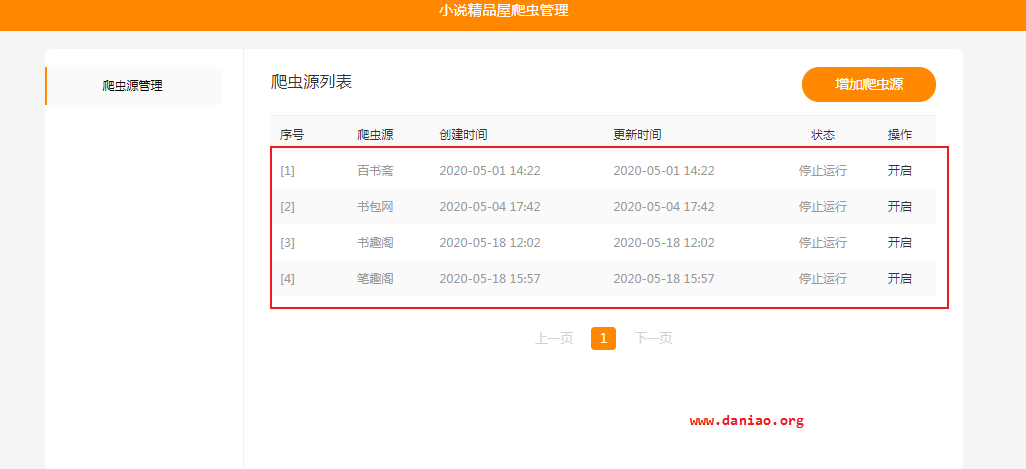 小说精品屋爬虫管理
爬虫源管理
爬虫源列表
增加爬虫源
序号 爬虫源 创建时间 更新时间 状态 操作
[1] 百书斋 2020-05-01 14:22 2020-05-01 14:22 停止运行 开启
[2] 书包网 2020-05-04 17:42 2020-05-04 17:42 停止运行 开启
[3] 书趣阁 2020-05-18 12:02 2020-05-18 12:02 停止运行 开启
[4] 笔趣阁 2020-05-18 15:57 2020-05-18 15:57 停止运行 开启
上一页 1 下一页
www.daniao.org